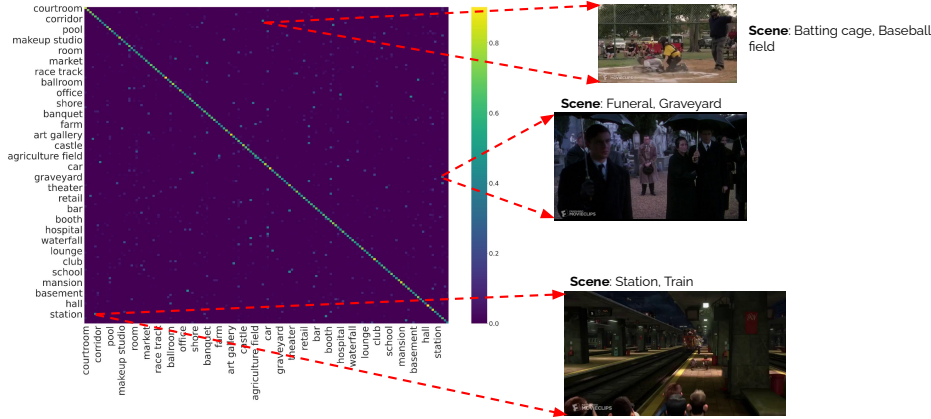 courtroom
corridor
pool
makeup studio
room
market
race track
ballroom
office
shore
banquet
farm
art gallery
castle
agriculture field
car
graveyard
theater
retail
bar
booth
hospital
waterfall
lounge
club
school
mansion
basement
hall
station
courtroom
corridor
pool
makeup studio
room
market
race track
ballroom
office
shore
banquet
farm
art gallery
castle
agriculture field
car
graveyard
theater
retail
bar
booth
hospital
waterfall
lounge
club
school
mansion
basement
hall
station
0.8
0.6
0.4
0.2
0.0
Scene: Batting cage, Baseball
field
MOVIECLIPS
Scene: Funeral, Graveyard
MOVIECLIPS
Scene: Station, Train
MOVIECLIPS